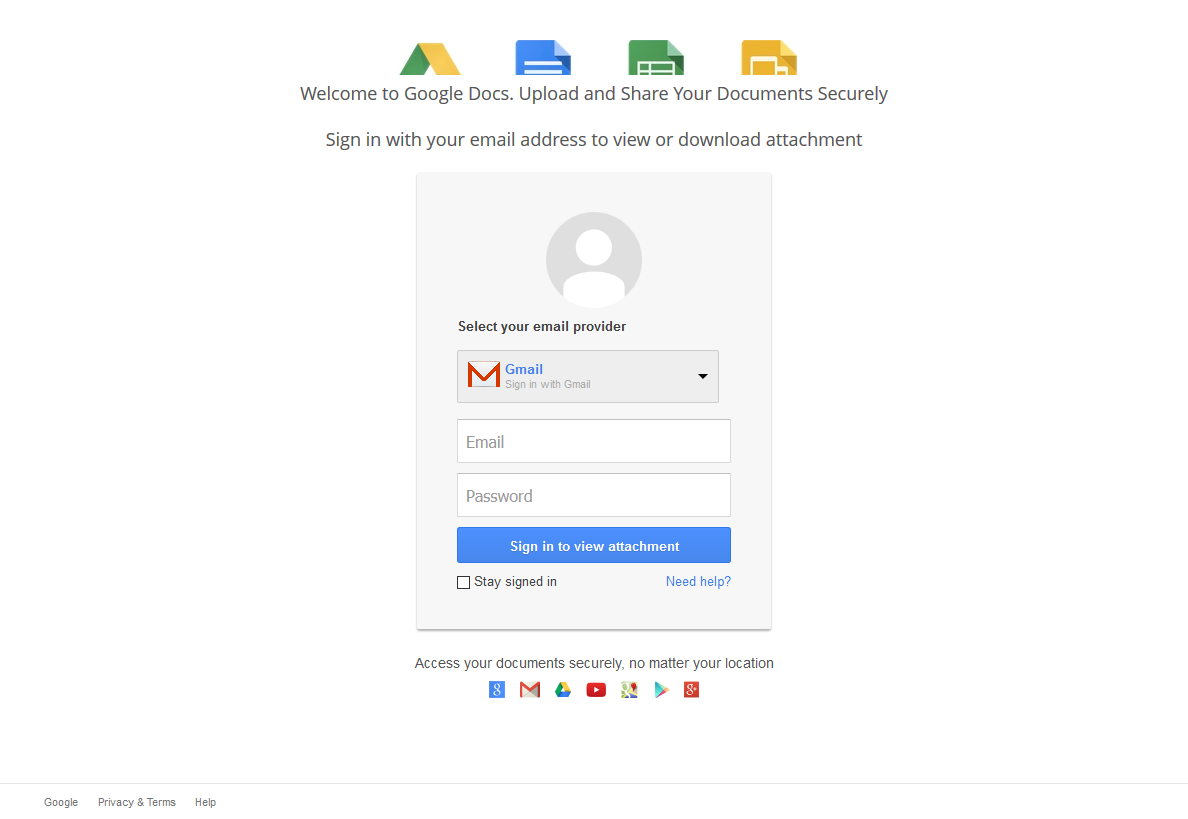 Welcome to Google Docs. Upload and Share Your Documents Securely
Sign in with your email address to view or download attachment
Select your email provider
Gmail
Sign in with Gmail
Email
Password
Sign in to view attachment
Stay signed in Need help?
Access your documents securely, no matter your location
Google Privacy & Terms Help